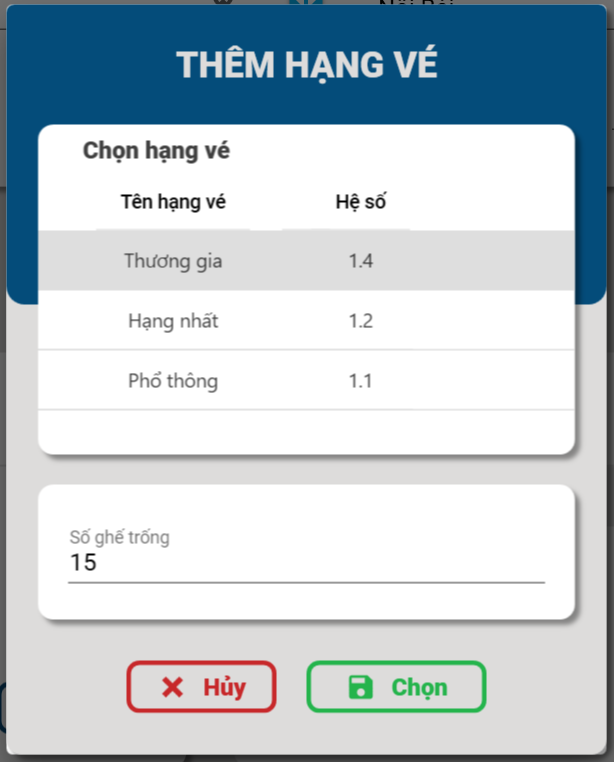 THÊM HẠNG VÉ
Chọn hạng vé
Tên hạng vé Hệ số
Thương gia 1.4
Hạng nhất 1.2
Phổ thông 1.1
Số ghế trống
15
Hủy Chọn